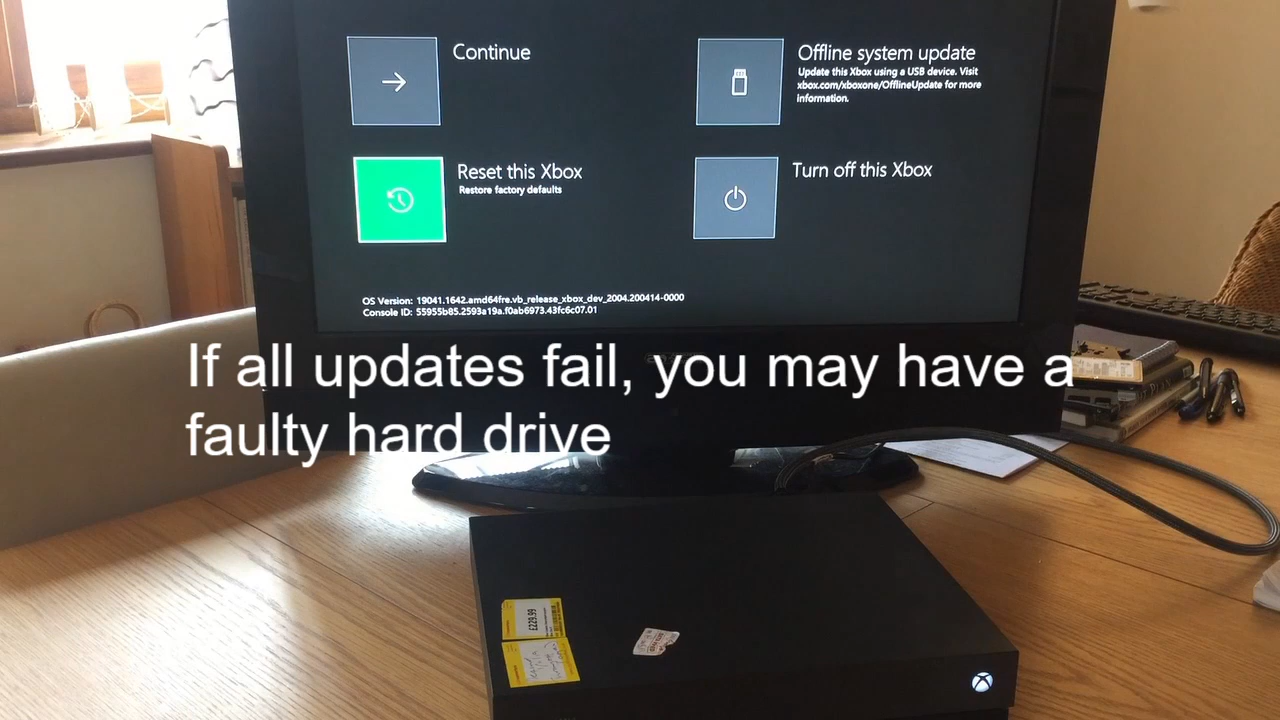 Continue
Offline system update
Update this Xbox using a USB device. Visit
xbox.com/xboxone/OfflineUpdate for more
information.
Reset this Xbox
Restore factory defaults
Turn off this Xbox
OS Version: 19041.1642.amd64fre.vb_release_xbox_dev_2004.200414-0000
Console ID: 55955b85.2593a19a.f0ab6973.43fc6c07.01
If all updates fail, you may have a
faulty hard drive
£229.99